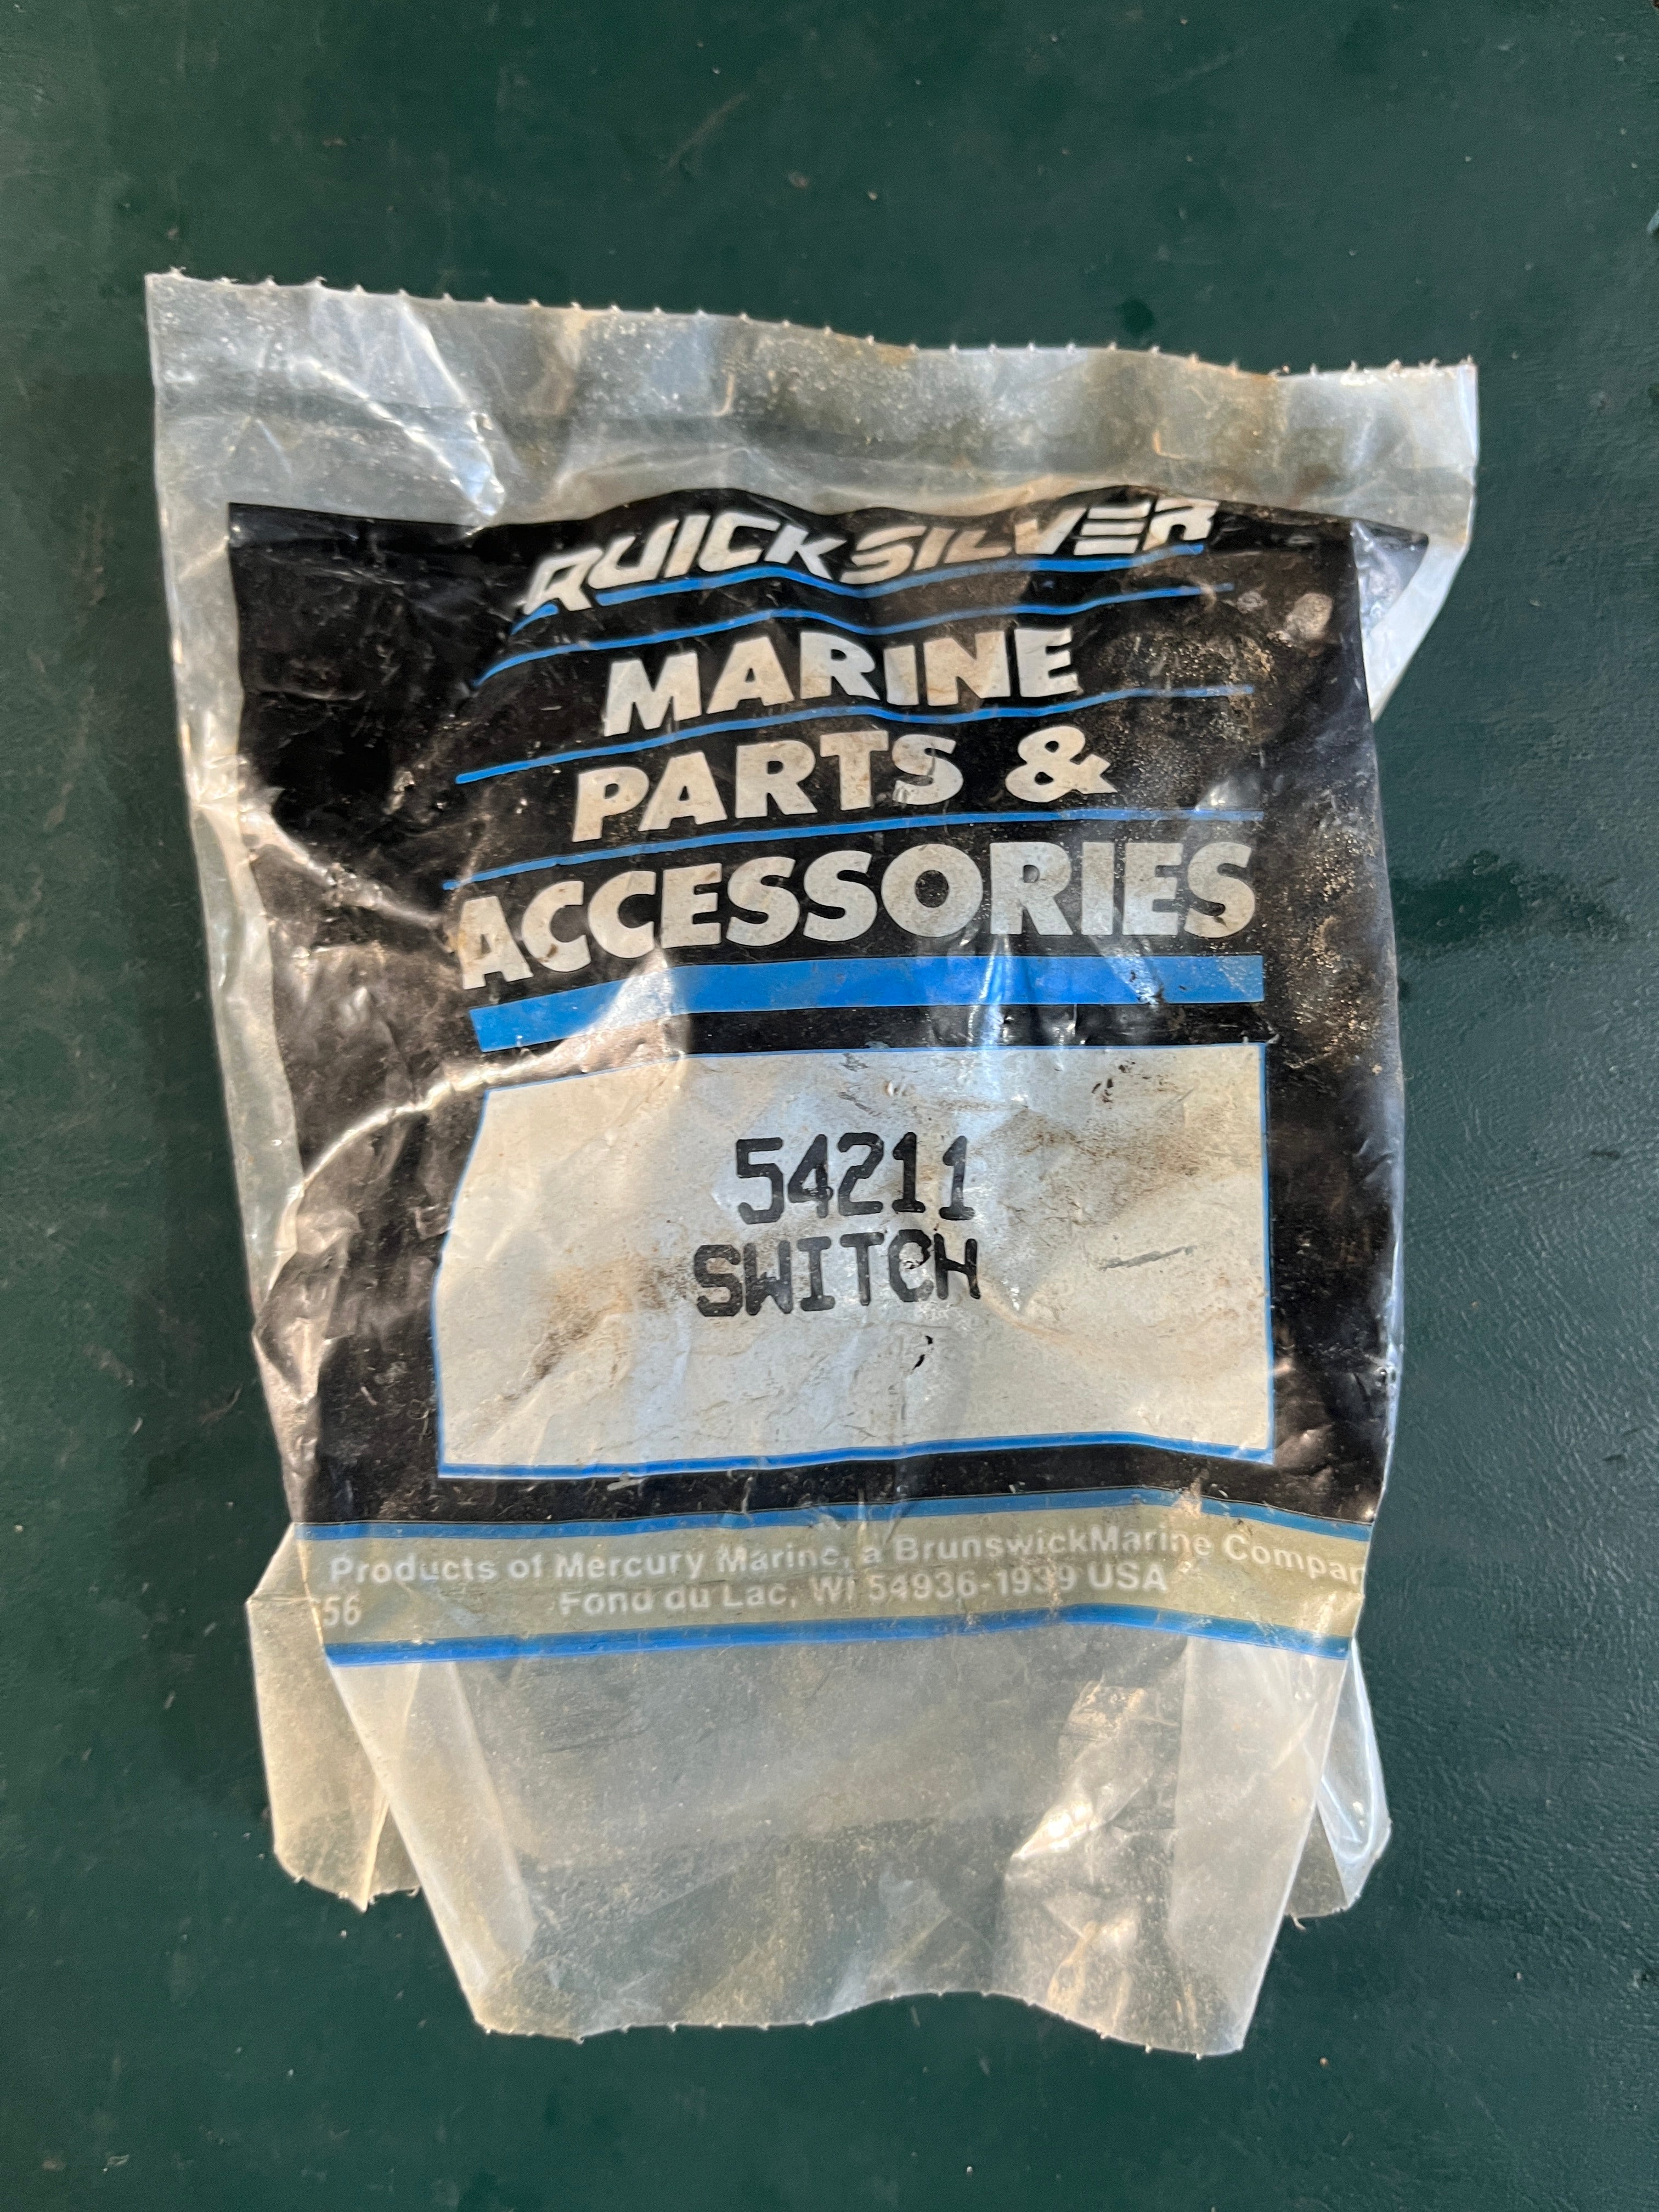 QUICKSILVER
MARINE
PARTS &
ACCESSORIES
54211
SWITCH
Products of Mercury Marine, a BrunswickMarine Compan
Fond du Lac, WI 54936-1939 USA
56